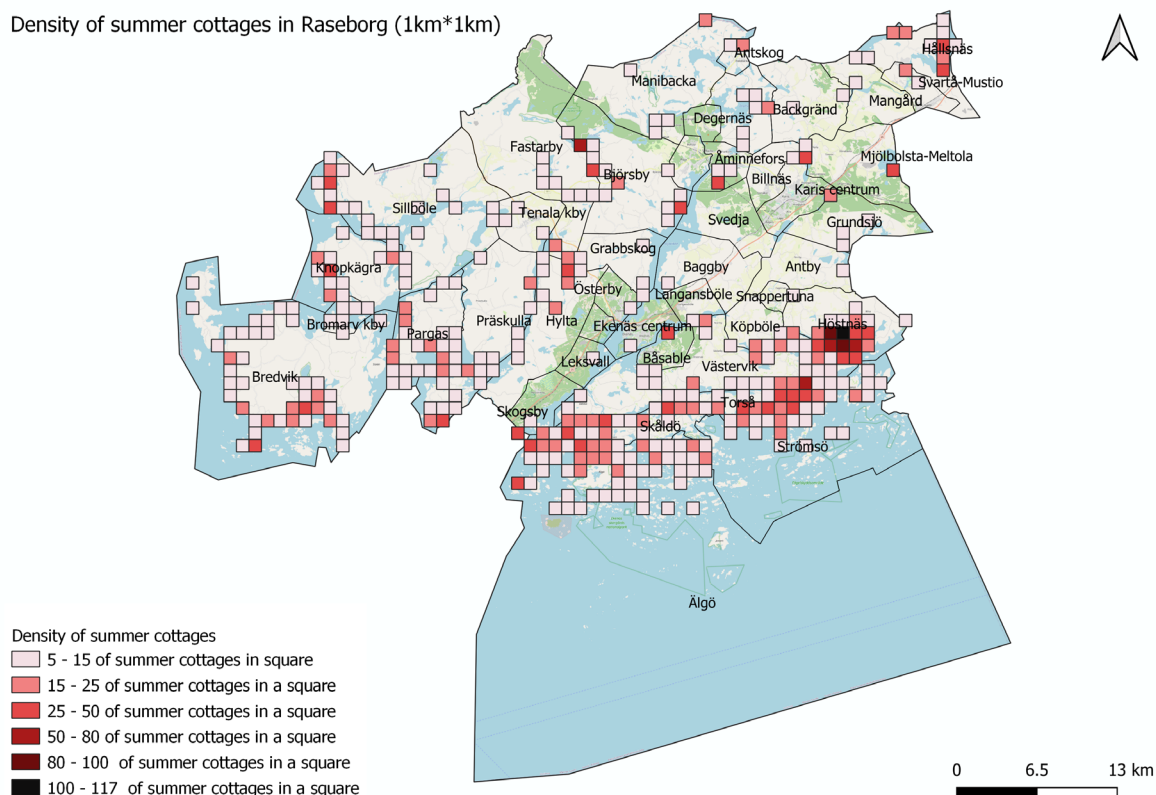 Density of summer cottages in Raseborg (1km*1km)
Antskog
Hållsnäs
Manibacka
Svartå-Mustio
Mangård
Backgränd
Degernäs
Fastarby
Åminnefors
Mjölbolsta-Meltola
Björsby
Billnäs
Karis centrum
Sillböle
Tenala kby
Svedja
Grundsjö
Grabbskog
Knopkägra
Baggby
Antby
Österby
Långansböle
Snappertuna
Bromarv kby
Präskulla
Hylta
Ekenäs centrum
Köpböle
Höstnäs
Pargas
Leksvall
Båsable
Västervik
Bredvik
Skogsby
Torså
Skåldö
Strömsö
Älgö
Density of summer cottages
5 - 15 of summer cottages in square
15 - 25 of summer cottages in a square
25 - 50 of summer cottages in a square
50 - 80 of summer cottages in a square
80 - 100 of summer cottages in a square
100 - 117 of summer cottages in a square
0 6.5 13 km